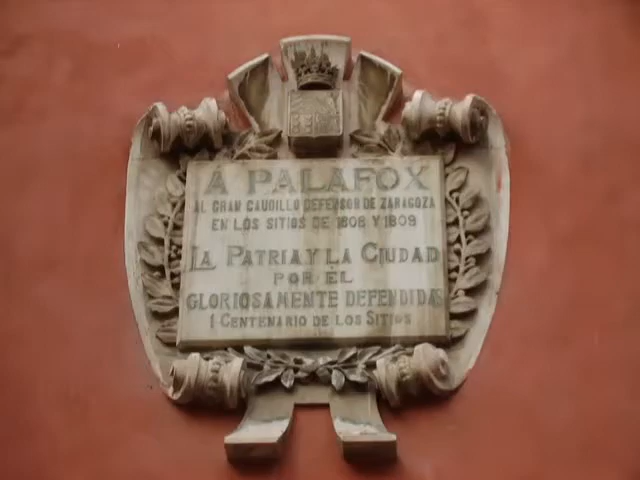 A PALAFOX
AL GRAN CAUDILLO DEFENSOR DE ZARAGOZA
EN LOS SITIOS DE 1808 Y 1809
LA PATRIA Y LA CIUDAD
POR EL
GLORIOSAMENTE DEFENDIDAS
I CENTENARIO DE LOS SITIOS